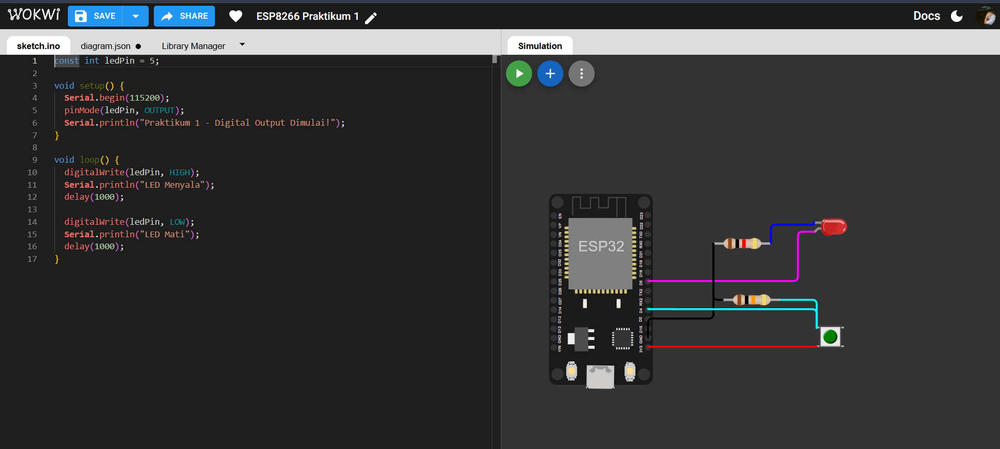 WOKWi SAVE SHARE ESP8266 Praktikum 1 Docs
sketch.ino diagram.json Library Manager Simulation
1 const int ledPin = 5;
2
3 void setup() {
4 Serial.begin(115200);
5 pinMode(ledPin, OUTPUT);
6 Serial.println("Praktikum 1 - Digital Output Dimulai!");
7 }
8
9 void loop() {
10 digitalWrite(ledPin, HIGH);
11 Serial.println("LED Menyala");
12 delay(1000);
13
14 digitalWrite(ledPin, LOW);
15 Serial.println("LED Mati");
16 delay(1000);
17 }
ESP32
EN
VP
VN
D34
D35
D32
D33
D25
D26
D27
D14
D12
D13
GND
VIN
D23
D22
TX0
RX0
D21
D19
D18
D5
TX2
RX2
D4
D2
D15
GND
3V3